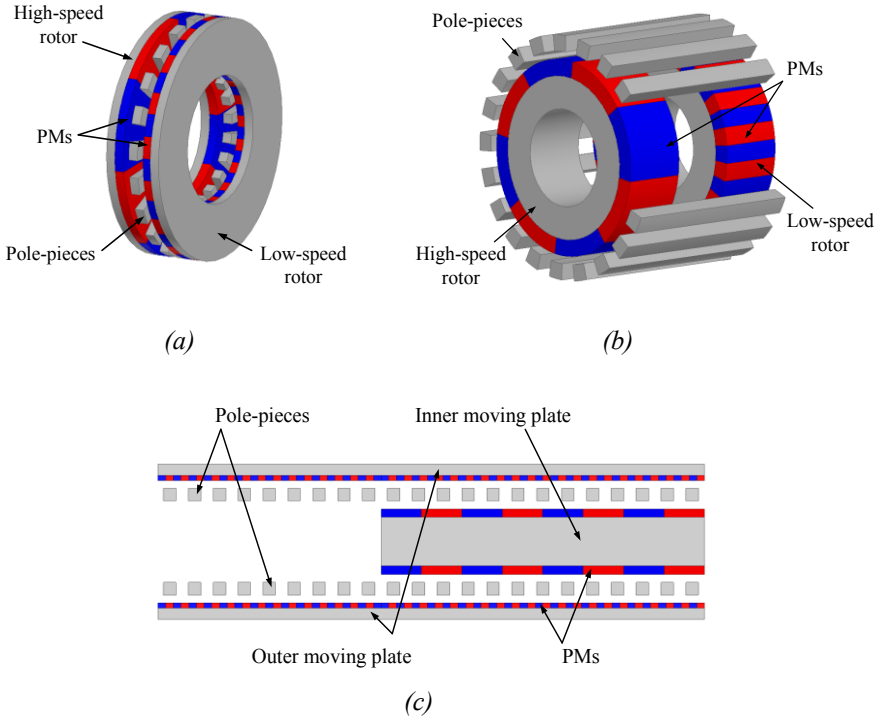 High-speed
rotor
PMs
Pole-pieces
Low-speed
rotor
(a)
Pole-pieces
PMs
Low-speed
rotor
High-speed
rotor
(b)
Pole-pieces
Inner moving plate
Outer moving plate
PMs
(c)